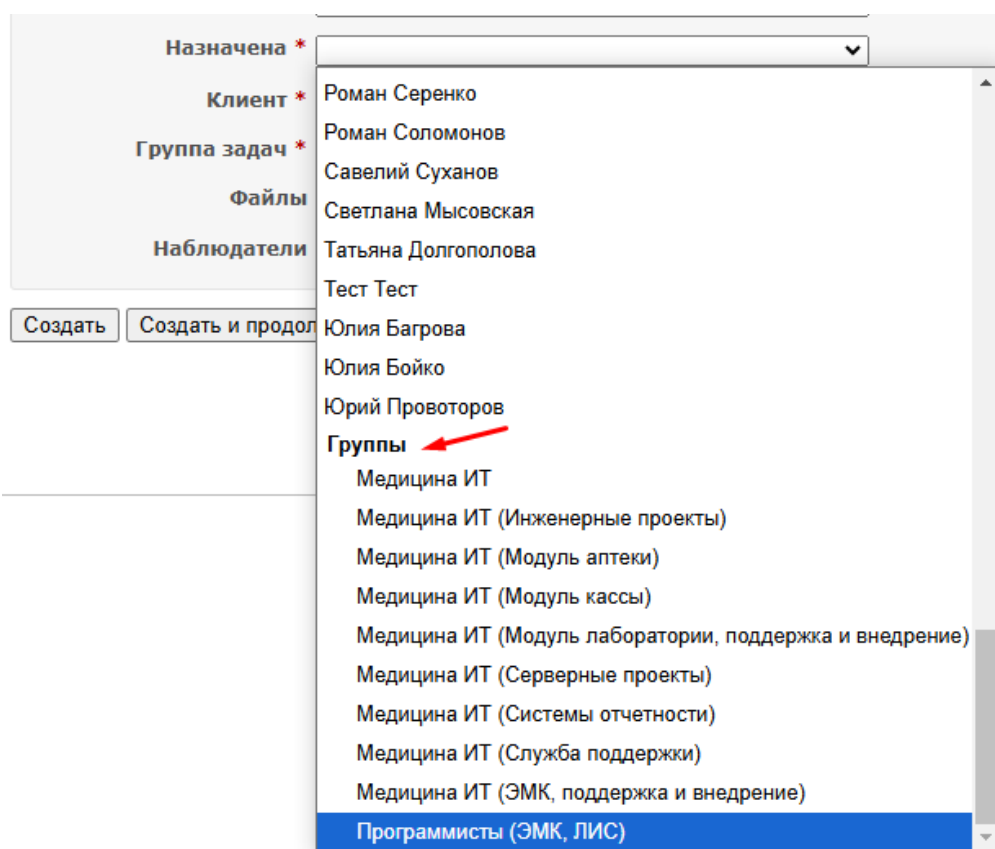 Назначена *
Клиент *
Группа задач *
Файлы
Наблюдатели
Создать
Создать и продол
Роман Серенко
Роман Соломонов
Савелий Суханов
Светлана Мысовская
Татьяна Долгополова
Тест Тест
Юлия Багрова
Юлия Бойко
Юрий Провоторов
Группы
Медицина ИТ
Медицина ИТ (Инженерные проекты)
Медицина ИТ (Модуль аптеки)
Медицина ИТ (Модуль кассы)
Медицина ИТ (Модуль лаборатории, поддержка и внедрение)
Медицина ИТ (Серверные проекты)
Медицина ИТ (Системы отчетности)
Медицина ИТ (Служба поддержки)
Медицина ИТ (ЭМК, поддержка и внедрение)
Программисты (ЭМК, ЛИС)